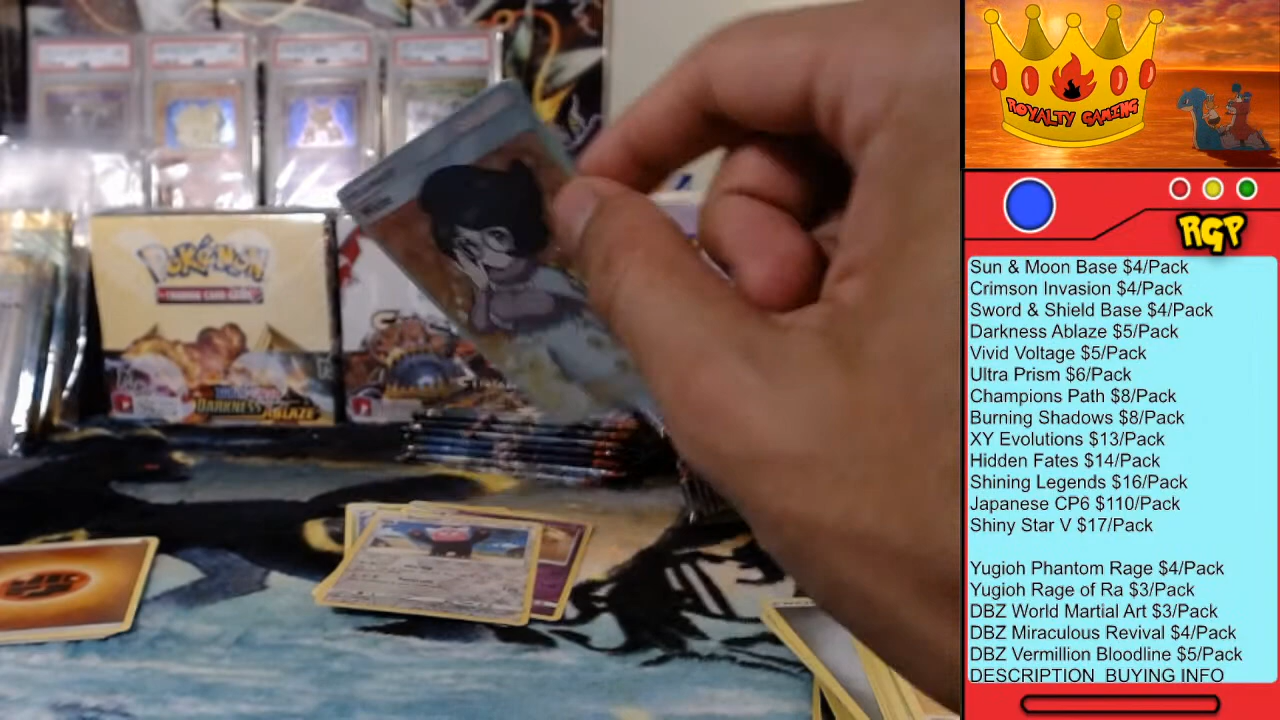 POKéMON
TRADING CARD GAME
DARKNESS ABLAZE
ROYALTY GAMING
RGP
Sun & Moon Base $4/Pack
Crimson Invasion $4/Pack
Sword & Shield Base $4/Pack
Darkness Ablaze $5/Pack
Vivid Voltage $5/Pack
Ultra Prism $6/Pack
Champions Path $8/Pack
Burning Shadows $8/Pack
XY Evolutions $13/Pack
Hidden Fates $14/Pack
Shining Legends $16/Pack
Japanese CP6 $110/Pack
Shiny Star V $17/Pack
Yugioh Phantom Rage $4/Pack
Yugioh Rage of Ra $3/Pack
DBZ World Martial Art $3/Pack
DBZ Miraculous Revival $4/Pack
DBZ Vermillion Bloodline $5/Pack
DESCRIPTION BUYING INFO